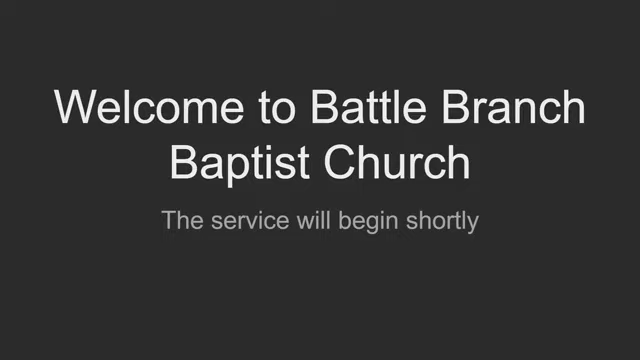 Welcome to Battle Branch
Baptist Church
The service will begin shortly